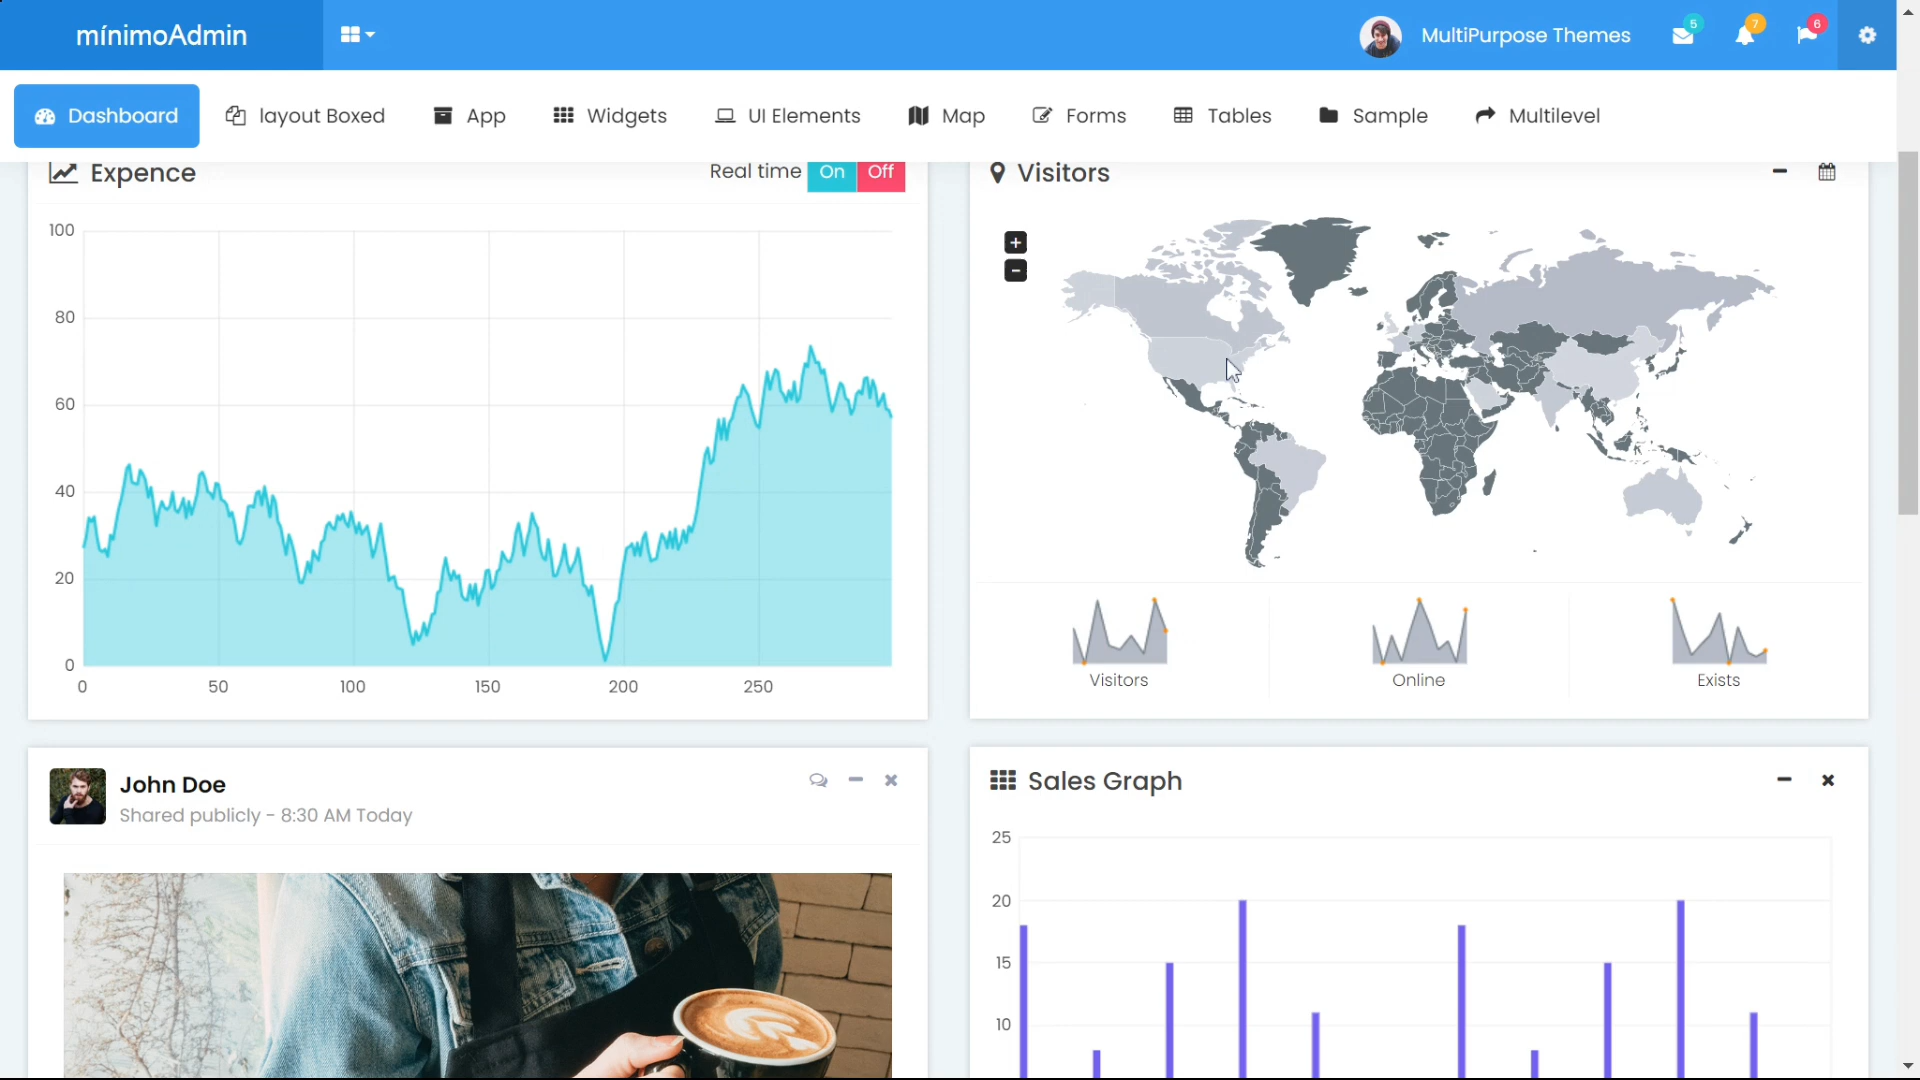 mínimoAdmin
MultiPurpose Themes
5
7
6
Dashboard
layout Boxed
App
Widgets
UI Elements
Map
Forms
Tables
Sample
Multilevel
Expence
Real time
On
Off
100
80
60
40
20
0
0
50
100
150
200
250
Visitors
+
-
Visitors
Online
Exists
John Doe
Shared publicly - 8:30 AM Today
Sales Graph
25
20
15
10